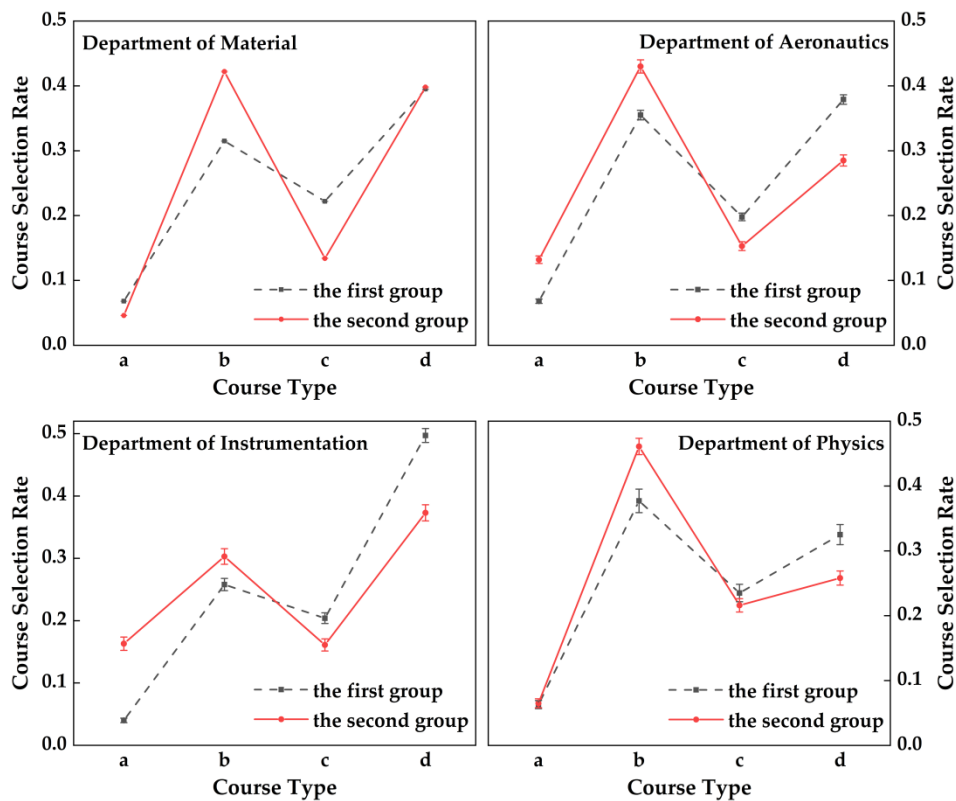 Department of Material
Course Selection Rate
0.5
0.4
0.3
0.2
0.1
0.0
the first group
the second group
a b c d
Course Type
Department of Aeronautics
0.5
0.4
0.3
0.2
0.1
0.0
Course Selection Rate
the first group
the second group
a b c d
Course Type
Department of Instrumentation
Course Selection Rate
0.5
0.4
0.3
0.2
0.1
0.0
the first group
the second group
a b c d
Course Type
Department of Physics
0.5
0.4
0.3
0.2
0.1
0.0
Course Selection Rate
the first group
the second group
a b c d
Course Type